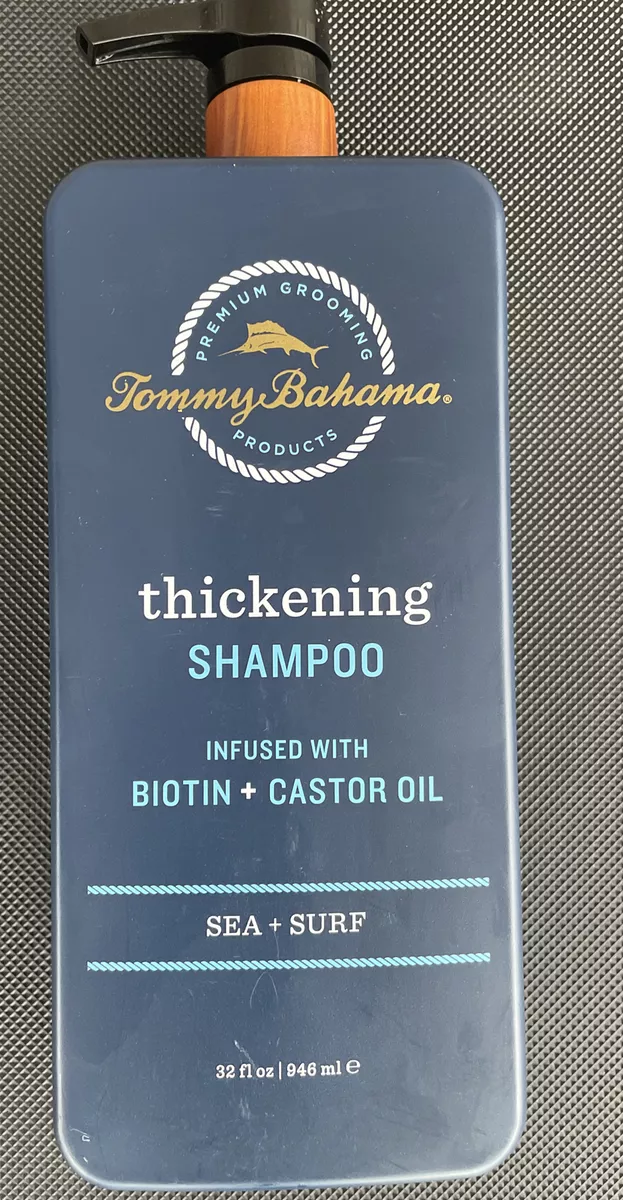 PREMIUM GROOMING
Tommy Bahama®
PRODUCTS
thickening
SHAMPOO
INFUSED WITH
BIOTIN + CASTOR OIL
SEA + SURF
32 fl oz | 946 ml ℮